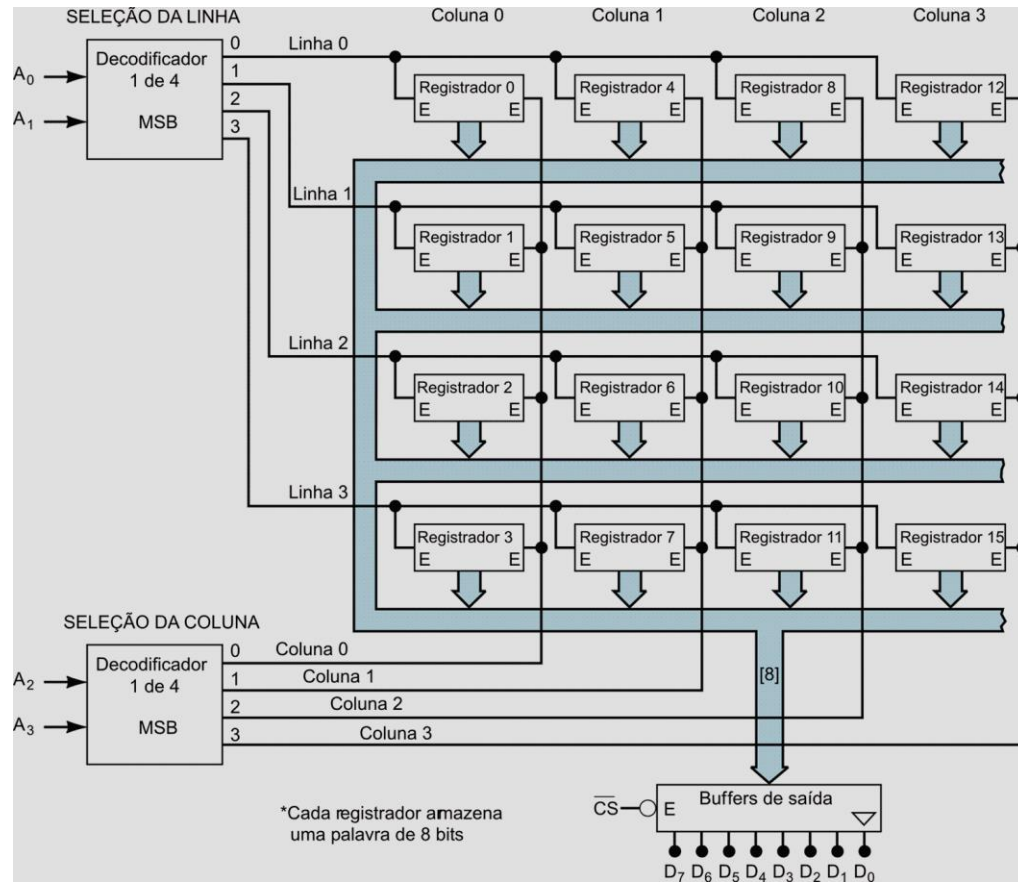 SELEÇÃO DA LINHA
Coluna 0 Coluna 1 Coluna 2 Coluna 3
A0
A1
Decodificador
1 de 4
MSB
0
1
2
3
Linha 0
Registrador 0 Registrador 4 Registrador 8 Registrador 12
E E E E E E E E
Linha 1
Registrador 1 Registrador 5 Registrador 9 Registrador 13
E E E E E E E E
Linha 2
Registrador 2 Registrador 6 Registrador 10 Registrador 14
E E E E E E E E
Linha 3
Registrador 3 Registrador 7 Registrador 11 Registrador 15
E E E E E E E E
SELEÇÃO DA COLUNA
A2
A3
Decodificador
1 de 4
MSB
0
1
2
3
Coluna 0
Coluna 1
Coluna 2
Coluna 3
[8]
*Cada registrador armazena
uma palavra de 8 bits
CS E Buffers de saída
D7 D6 D5 D4 D3 D2 D1 D0